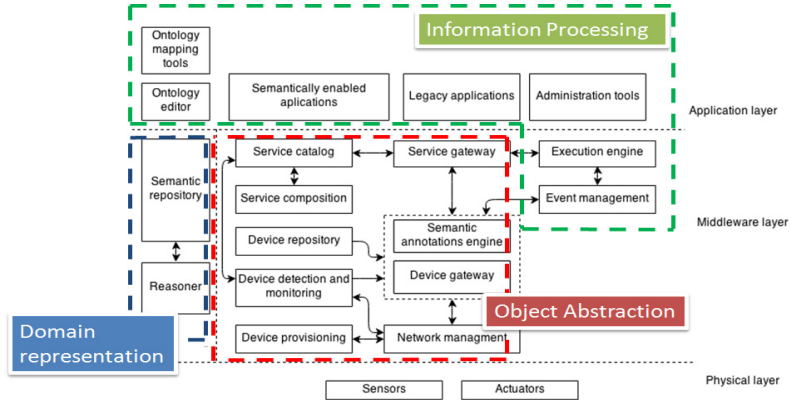 Information Processing
Ontology
mapping
tools
Ontology
editor
Semantically enabled
aplications
Legacy applications
Administration tools
Application layer
Semantic
repository
Reasoner
Service catalog
Service gateway
Execution engine
Service composition
Event management
Middleware layer
Device repository
Semantic
annotations engine
Device detection and
monitoring
Device gateway
Object Abstraction
Domain
representation
Device provisioning
Network managment
Physical layer
Sensors
Actuators